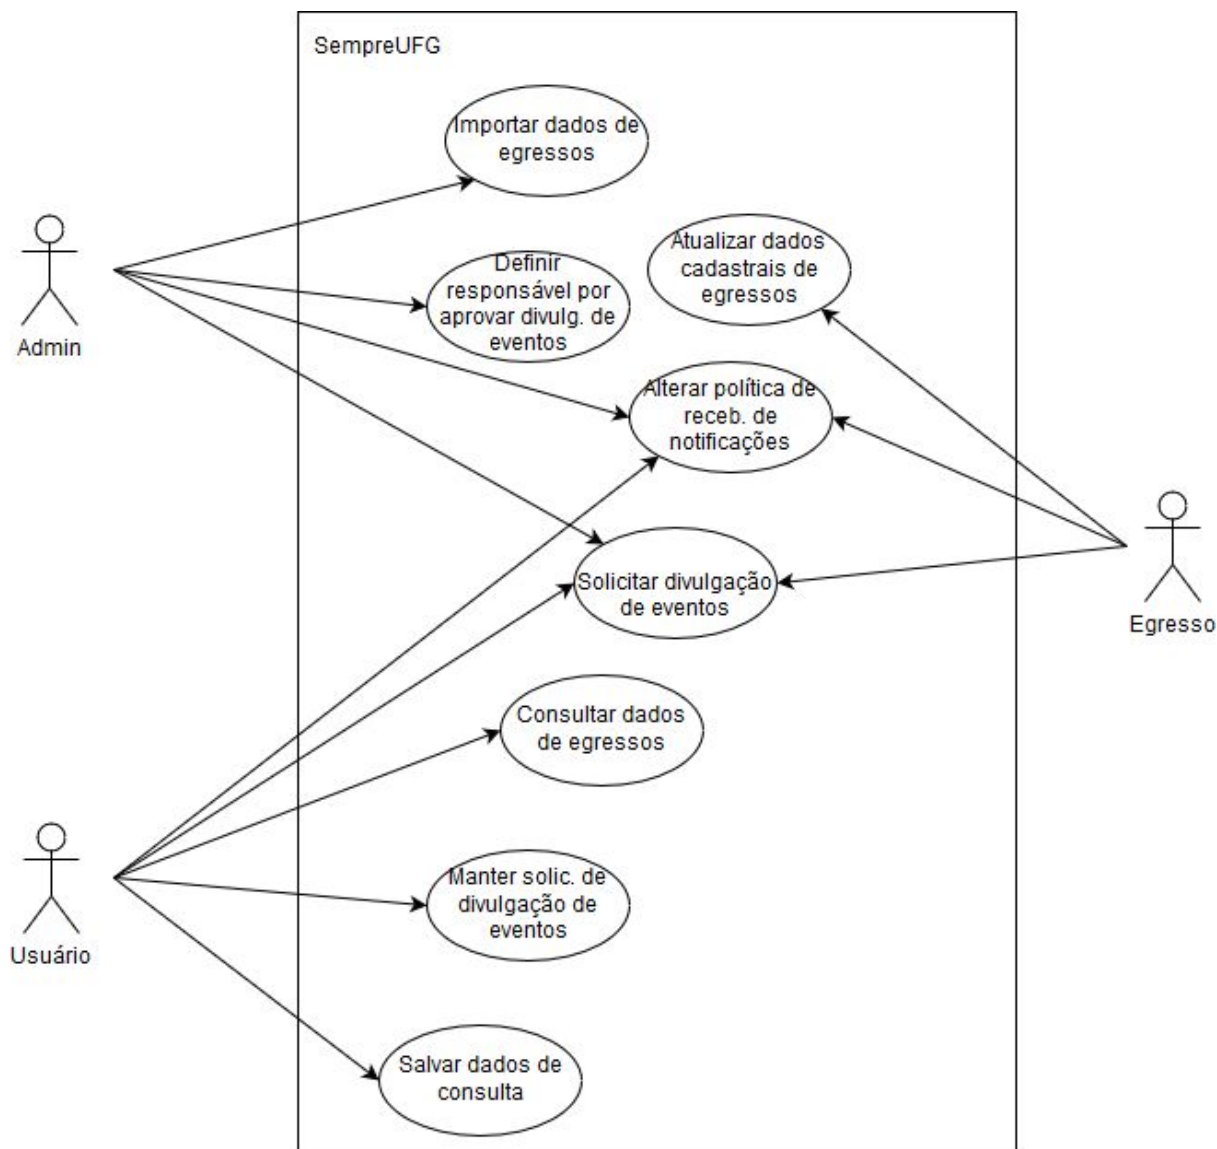 SempreUFG
Importar dados de
egressos
Atualizar dados
cadastrais de
egressos
Definir
responsável por
aprovar divulg. de
eventos
Admin
Alterar política de
receb. de
notificações
Solicitar divulgação
de eventos
Egresso
Consultar dados
de egressos
Manter solic. de
divulgação de
eventos
Usuário
Salvar dados de
consulta